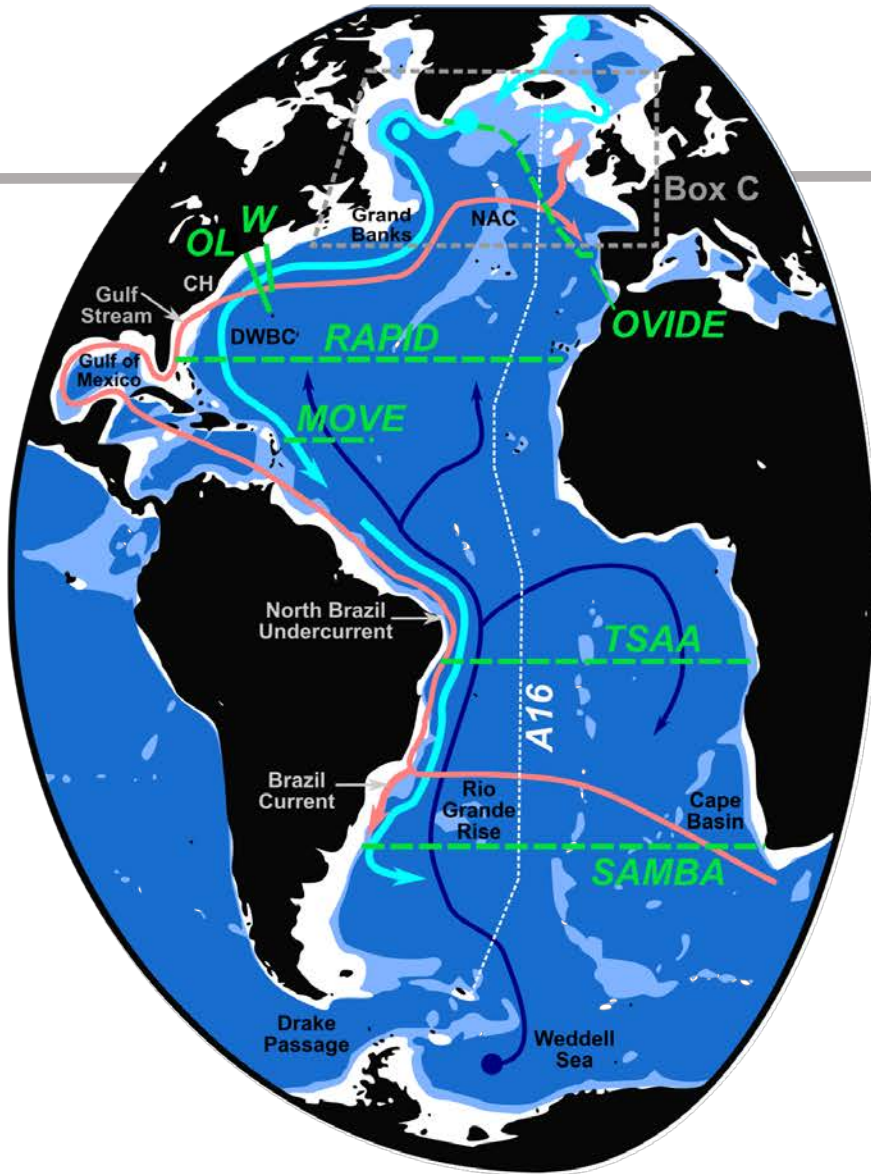 Box C
Grand
Banks
NAC
W
OL
CH
Gulf
Stream
OVIDE
DWBC
RAPID
Gulf of
Mexico
MOVE
North Brazil
Undercurrent
TSAA
A16
Brazil
Current
Rio
Grande
Rise
Cape
Basin
SAMBA
Drake
Passage
Weddell
Sea